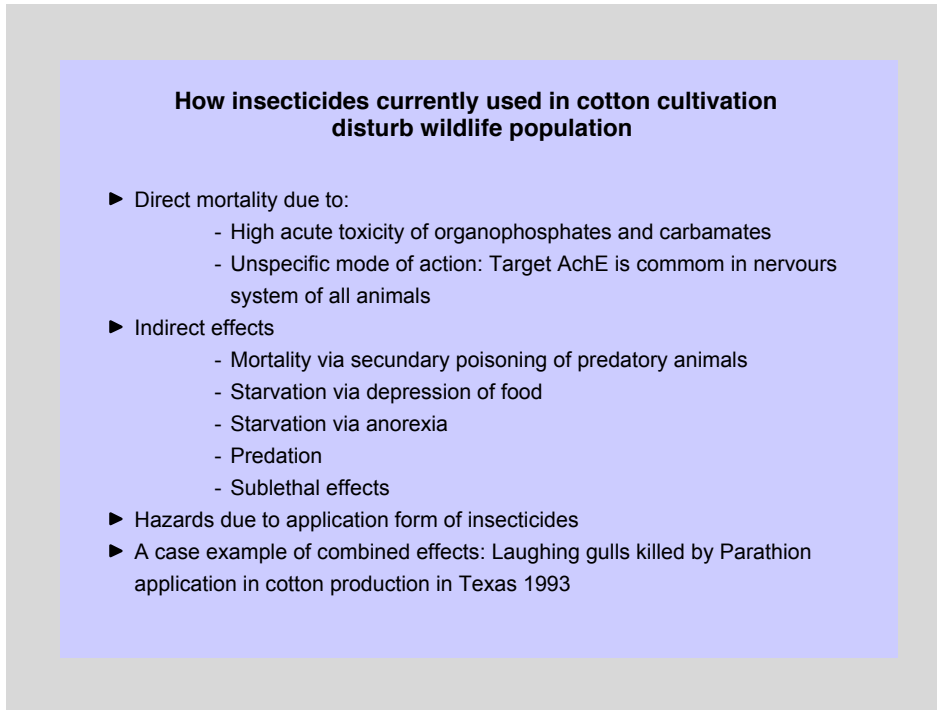 How insecticides currently used in cotton cultivation
disturb wildlife population
► Direct mortality due to:
- High acute toxicity of organophosphates and carbamates
- Unspecific mode of action: Target AchE is commom in nervours
system of all animals
► Indirect effects
- Mortality via secundary poisoning of predatory animals
- Starvation via depression of food
- Starvation via anorexia
- Predation
- Sublethal effects
► Hazards due to application form of insecticides
► A case example of combined effects: Laughing gulls killed by Parathion
application in cotton production in Texas 1993